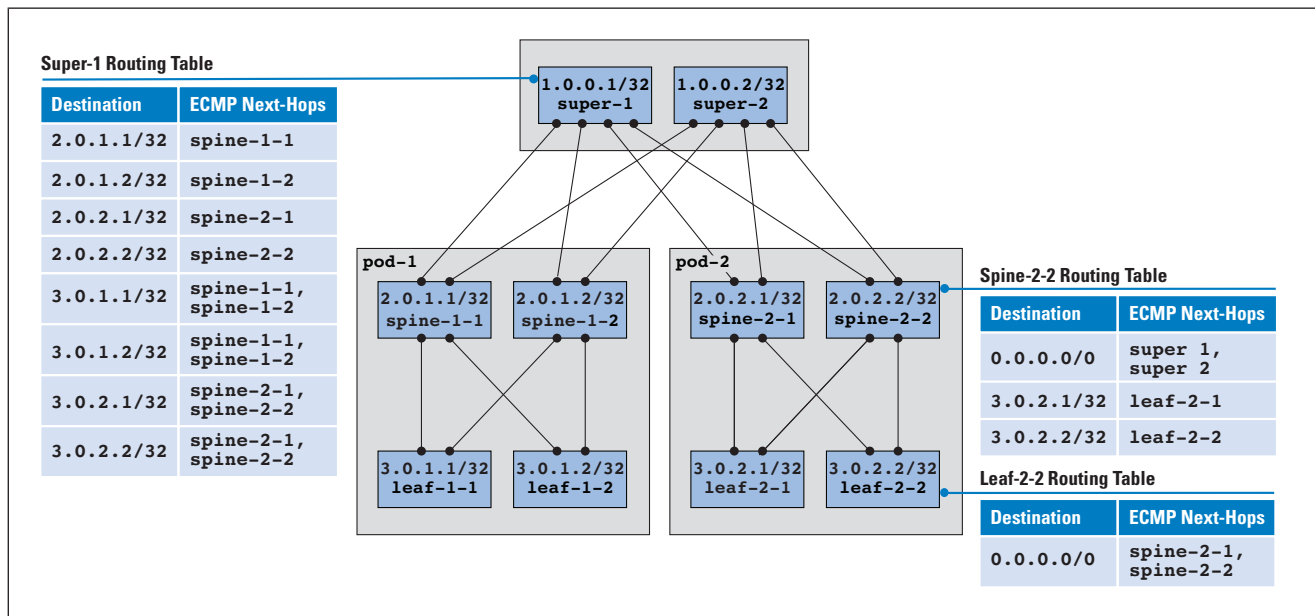 Super-1 Routing Table
Destination ECMP Next-Hops
2.0.1.1/32 spine-1-1
2.0.1.2/32 spine-1-2
2.0.2.1/32 spine-2-1
2.0.2.2/32 spine-2-2
3.0.1.1/32 spine-1-1,
spine-1-2
3.0.1.2/32 spine-1-1,
spine-1-2
3.0.2.1/32 spine-2-1,
spine-2-2
3.0.2.2/32 spine-2-1,
spine-2-2
1.0.0.1/32
super-1
1.0.0.2/32
super-2
pod-1
2.0.1.1/32
spine-1-1
2.0.1.2/32
spine-1-2
3.0.1.1/32
leaf-1-1
3.0.1.2/32
leaf-1-2
pod-2
2.0.2.1/32
spine-2-1
2.0.2.2/32
spine-2-2
3.0.2.1/32
leaf-2-1
3.0.2.2/32
leaf-2-2
Spine-2-2 Routing Table
Destination ECMP Next-Hops
0.0.0.0/0 super 1,
super 2
3.0.2.1/32 leaf-2-1
3.0.2.2/32 leaf-2-2
Leaf-2-2 Routing Table
Destination ECMP Next-Hops
0.0.0.0/0 spine-2-1,
spine-2-2